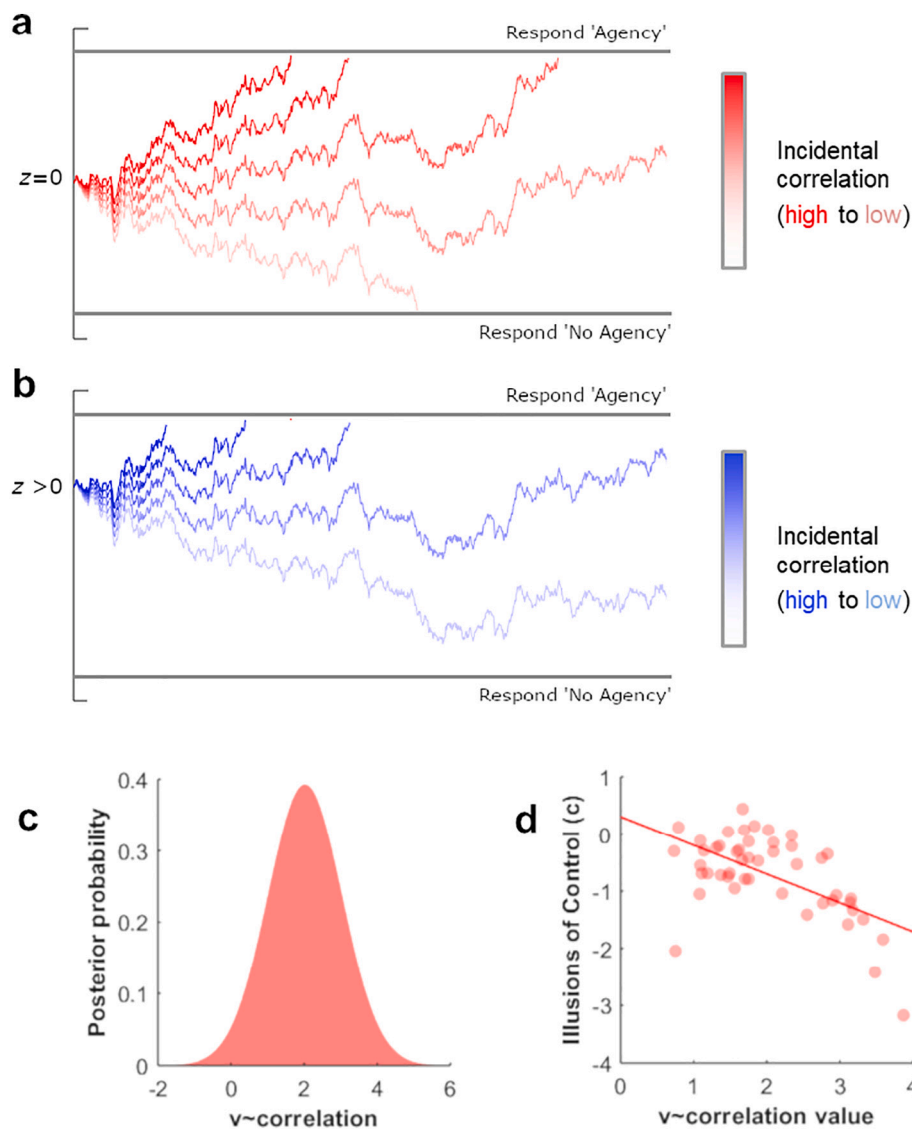 a
Respond 'Agency'
z=0
Incidental
correlation
(high to low)
Respond 'No Agency'
b
Respond 'Agency'
z >0
Incidental
correlation
(high to low)
Respond 'No Agency'
c
Posterior probability
0.4
0.3
0.2
0.1
0
-2
0
2
4
6
v~correlation
d
Illusions of Control (c)
1
0
-1
-2
-3
-4
0
1
2
3
4
v~correlation value